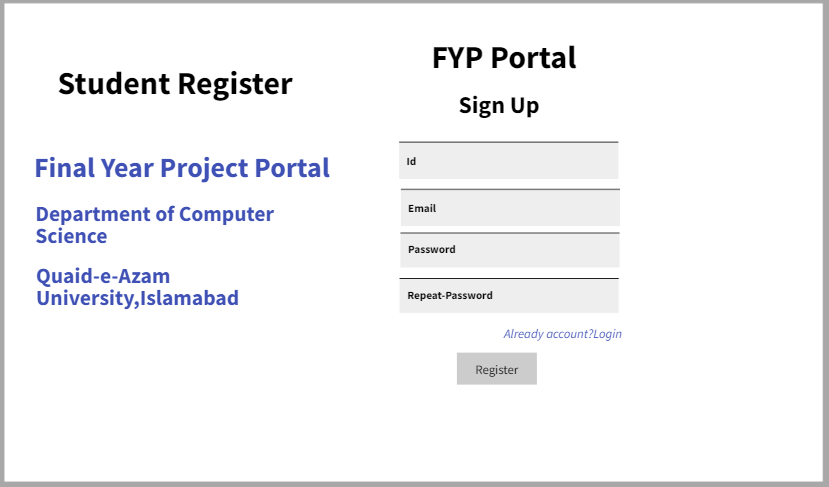 Student Register
Final Year Project Portal
Department of Computer
Science
Quaid-e-Azam
University,Islamabad
FYP Portal
Sign Up
Id
Email
Password
Repeat-Password
Already account?Login
Register